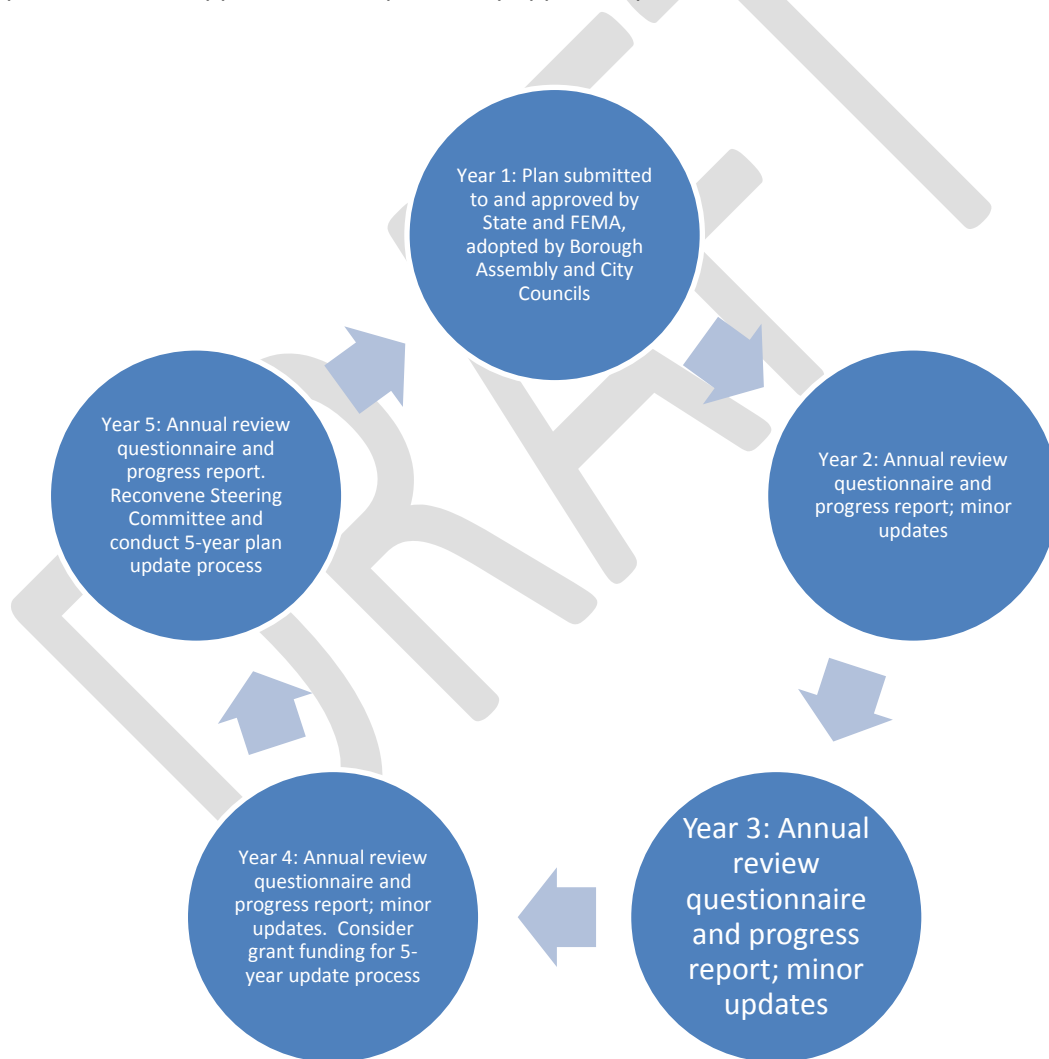 Year 1: Plan submitted
to and approved by
State and FEMA,
adopted by Borough
Assembly and City
Councils
Year 2: Annual review
questionnaire and
progress report; minor
updates
Year 3: Annual
review
questionnaire
and progress
report; minor
updates
Year 4: Annual review
questionnaire and
progress report; minor
updates.  Consider
grant funding for 5-
year update process
Year 5: Annual review
questionnaire and
progress report.
Reconvene Steering
Committee and
conduct 5-year plan
update process
DRAFT